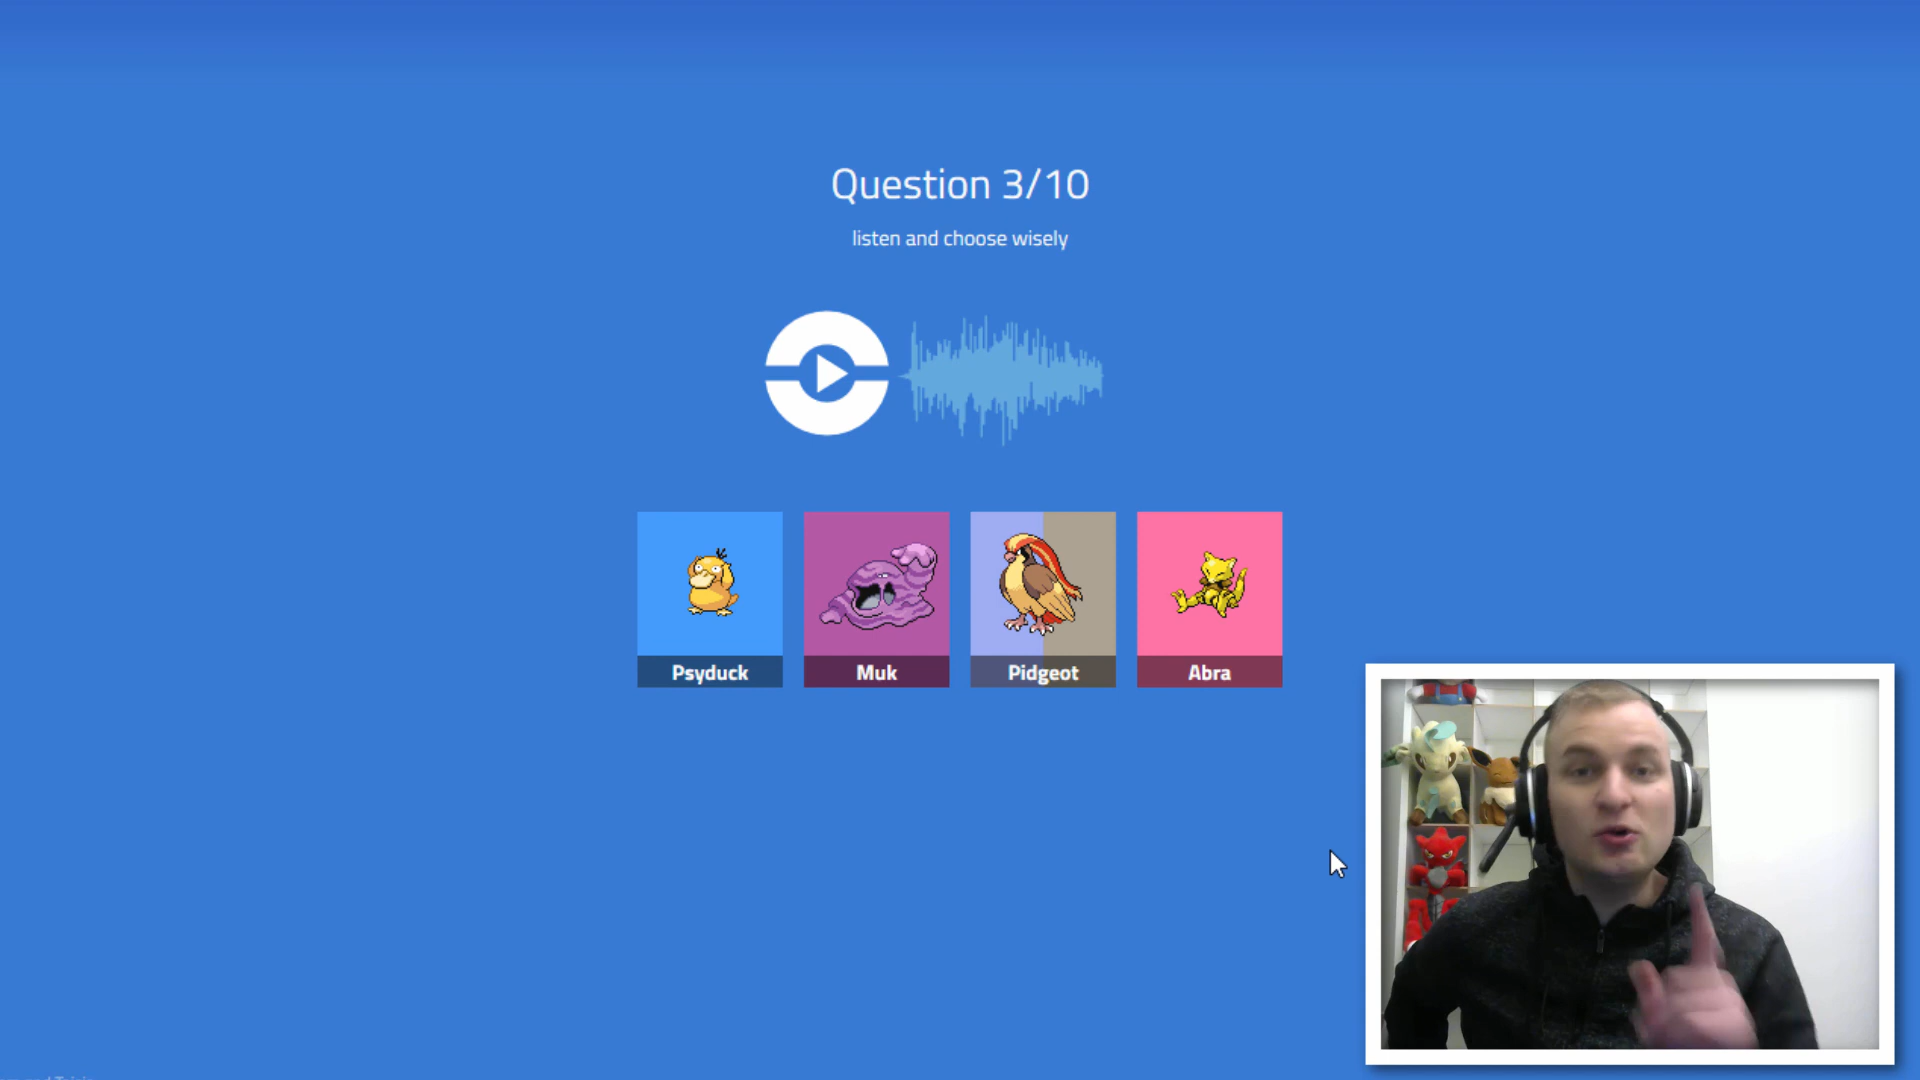 Question 3/10
listen and choose wisely
Psyduck
Muk
Pidgeot
Abra